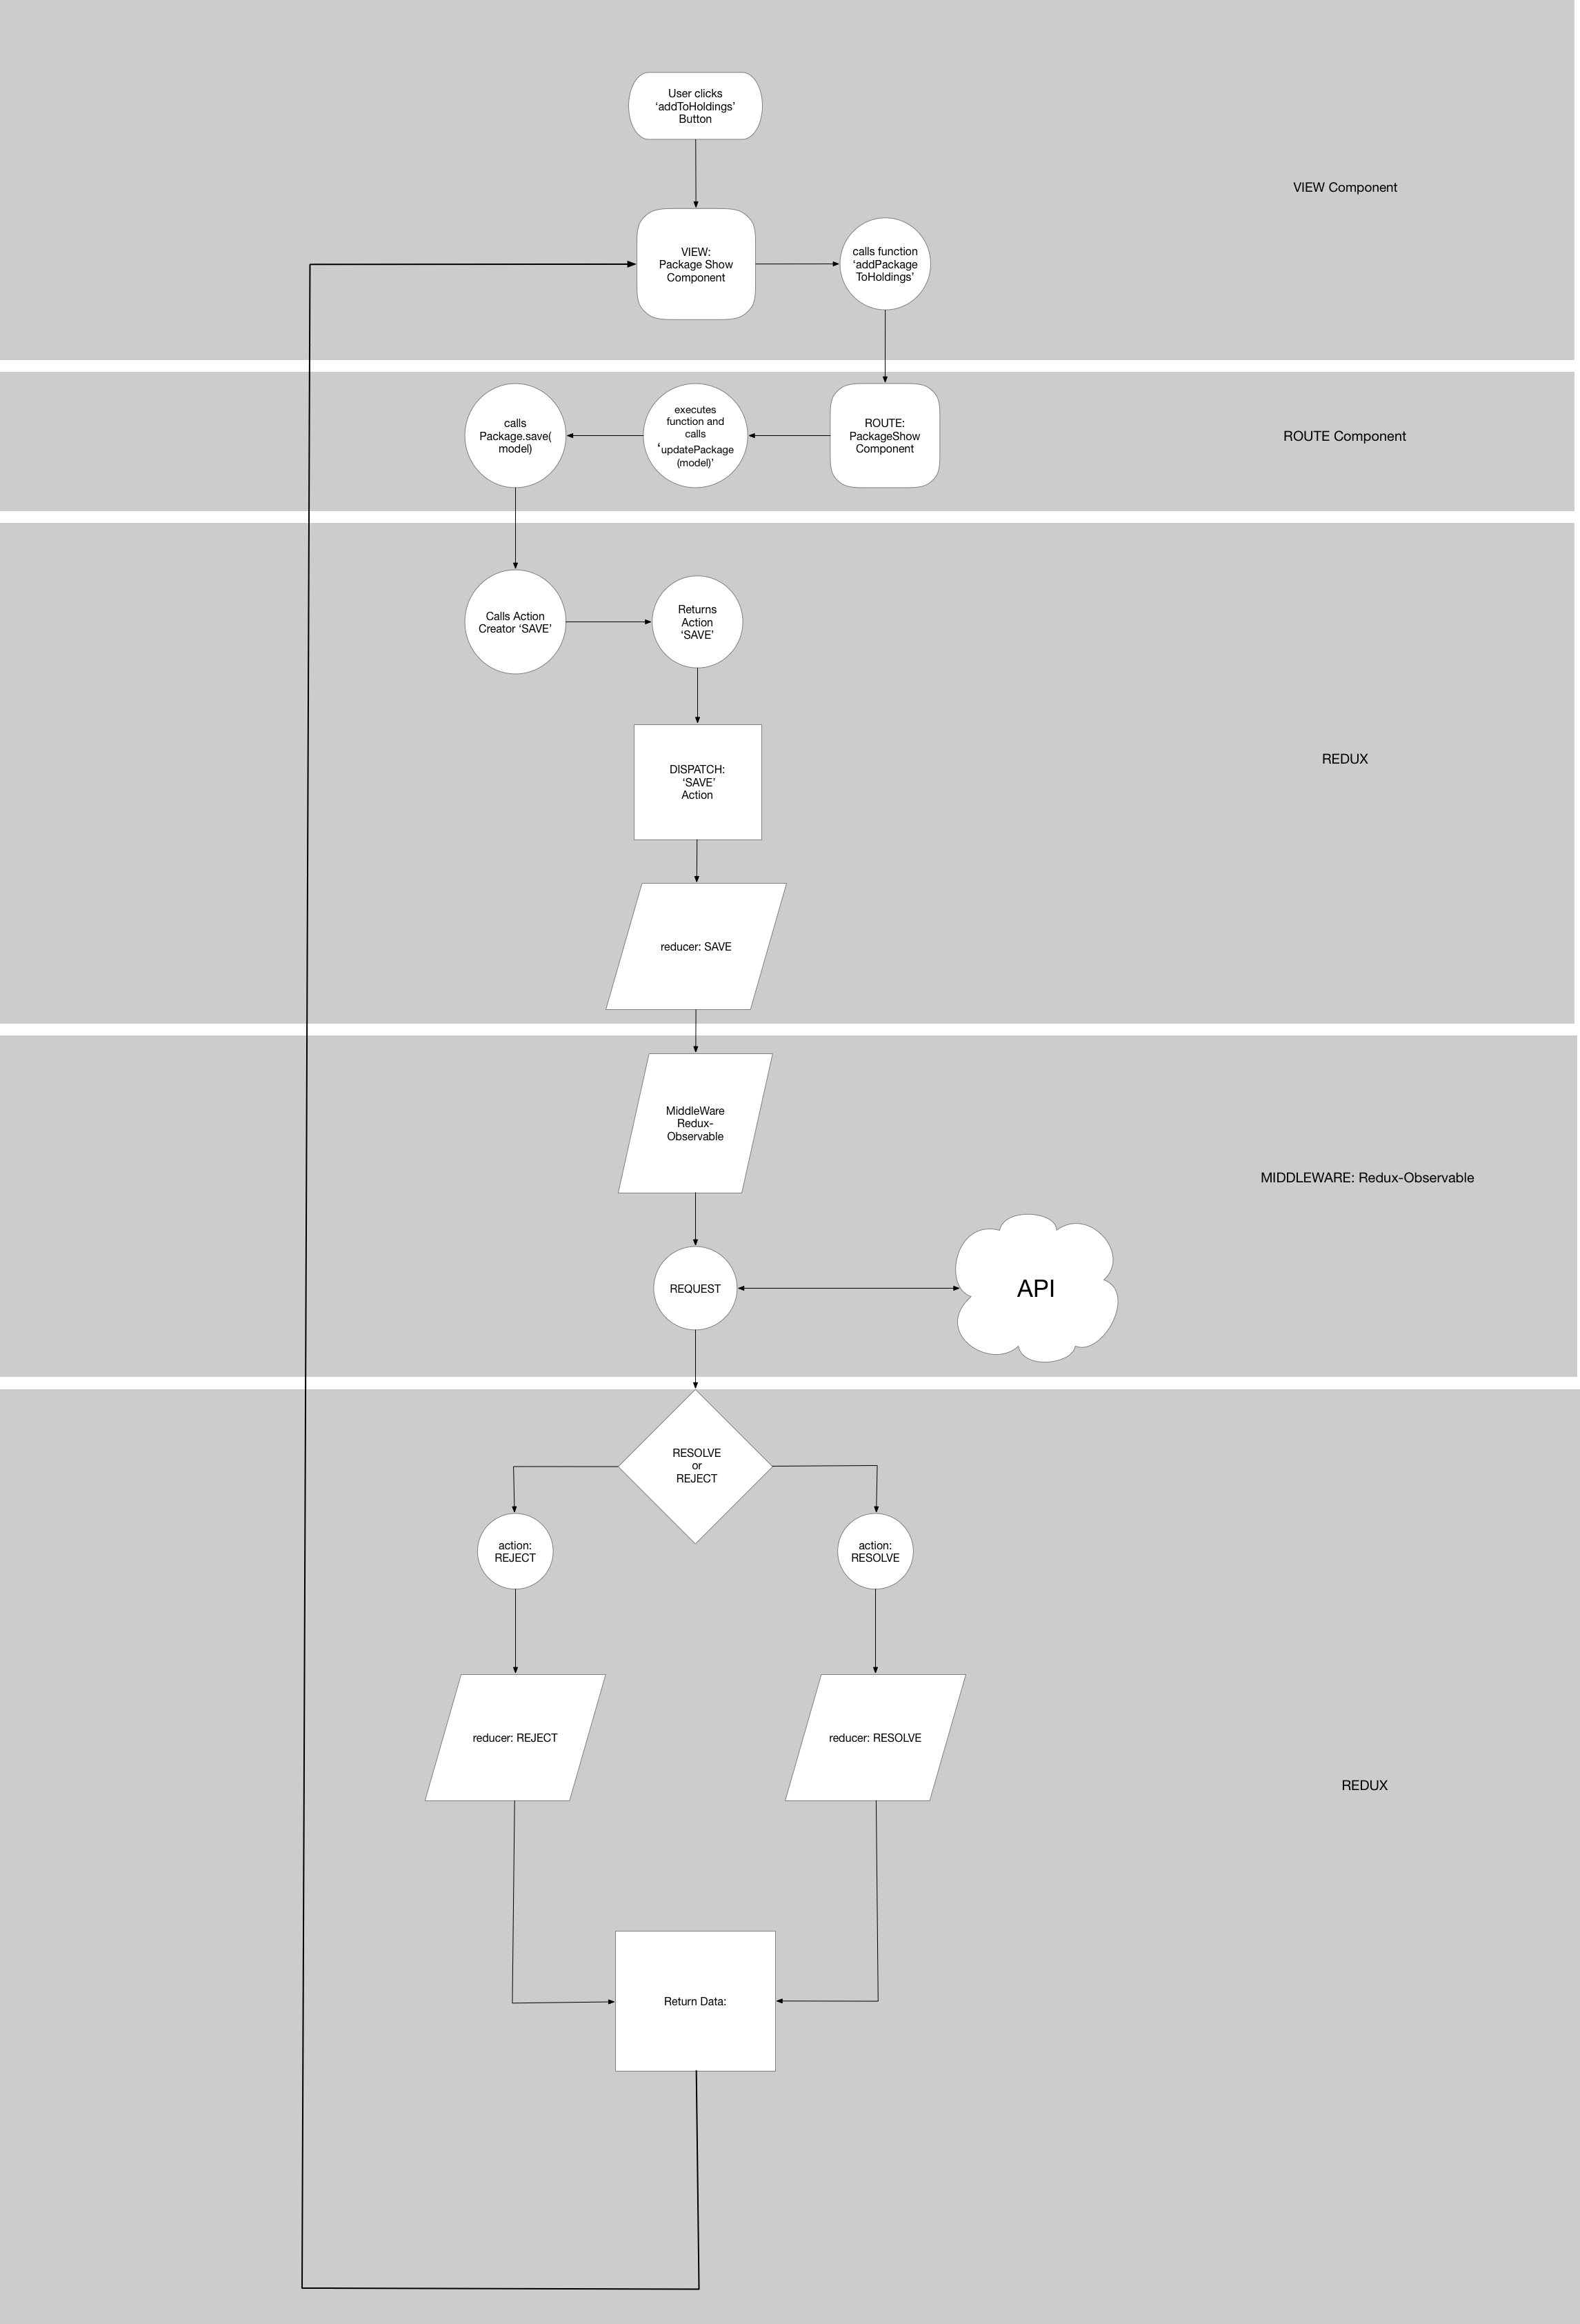 User clicks
‘addToHoldings’
Button
VIEW Component
VIEW:
Package Show
Component
calls function
‘addPackage
ToHoldings’
calls
Package.save(
model)
executes
function and
calls
‘updatePackage
(model)’
ROUTE:
PackageShow
Component
ROUTE Component
Calls Action
Creator ‘SAVE’
Returns
Action
‘SAVE’
REDUX
DISPATCH:
‘SAVE’
Action
reducer: SAVE
MiddleWare
Redux-
Observable
MIDDLEWARE: Redux-Observable
REQUEST
API
RESOLVE
or
REJECT
action:
REJECT
action:
RESOLVE
reducer: REJECT
reducer: RESOLVE
REDUX
Return Data: